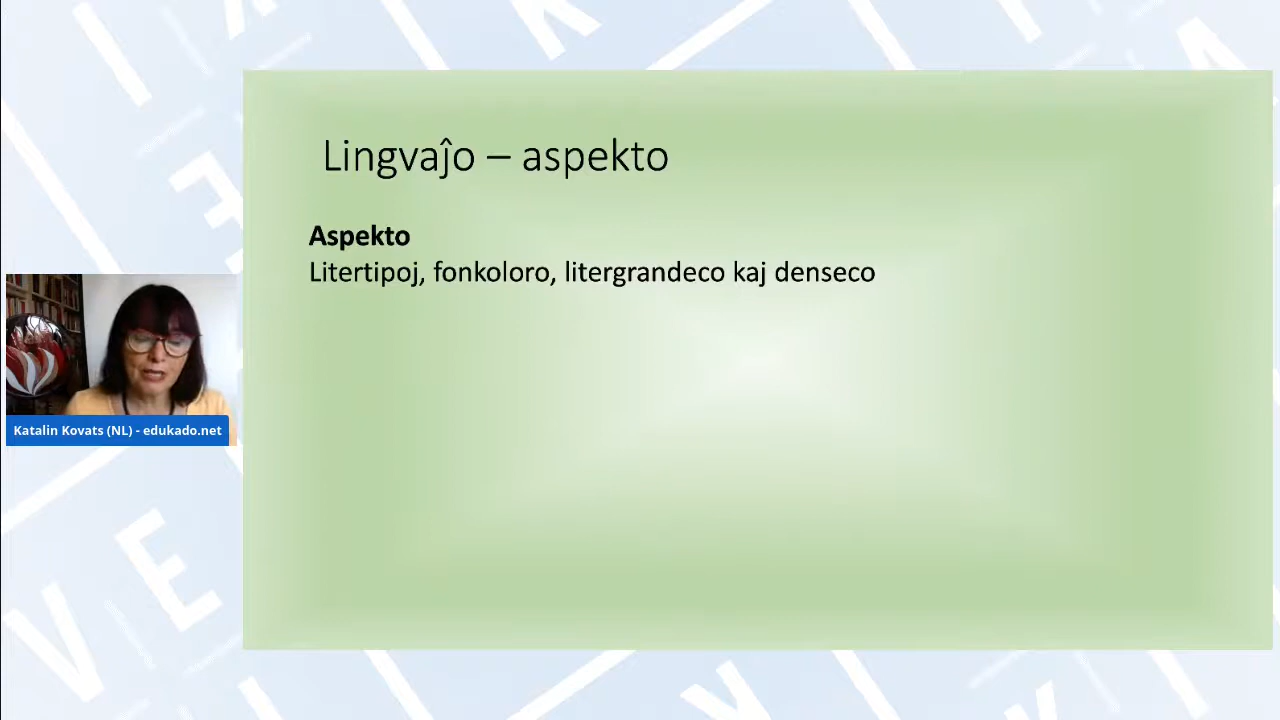 Lingvaĵo – aspekto
Aspekto
Litertipoj, fonkoloro, litergrandeco kaj denseco
Katalin Kovats (NL) - edukado.net